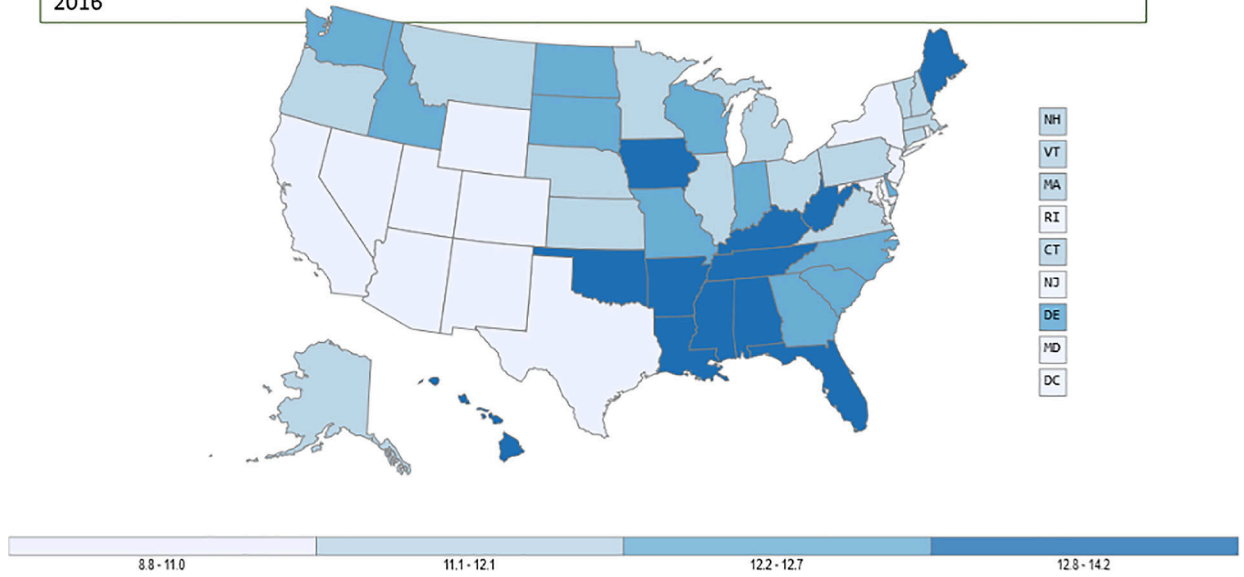 2016
NH
VT
MA
RI
CT
NJ
DE
MD
DC
8.8 - 11.0
11.1 - 12.1
12.2 - 12.7
12.8 - 14.2